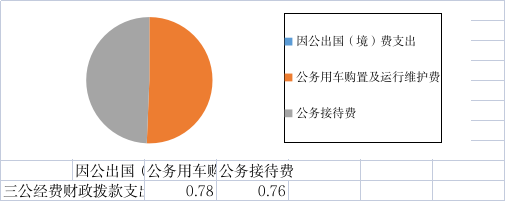 因公出国（境）费支出
公务用车购置及运行维护费
公务接待费
因公出国（ 公务用车购 公务接待费
三公经费财政拨款支出 0.78 0.76